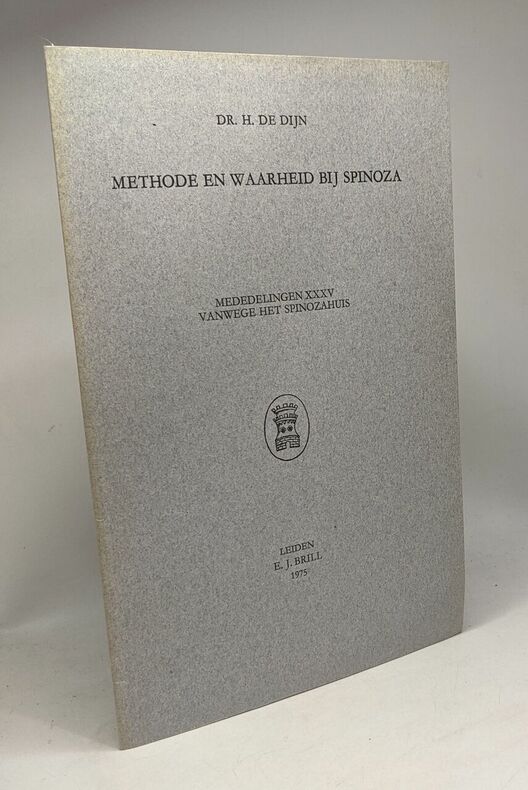 DR. H. DE DIJN
METHODE EN WAARHEID BIJ SPINOZA
MEDEDELINGEN XXXV
VANWEGE HET SPINOZAHUIS
LEIDEN
E. J. BRILL
1975